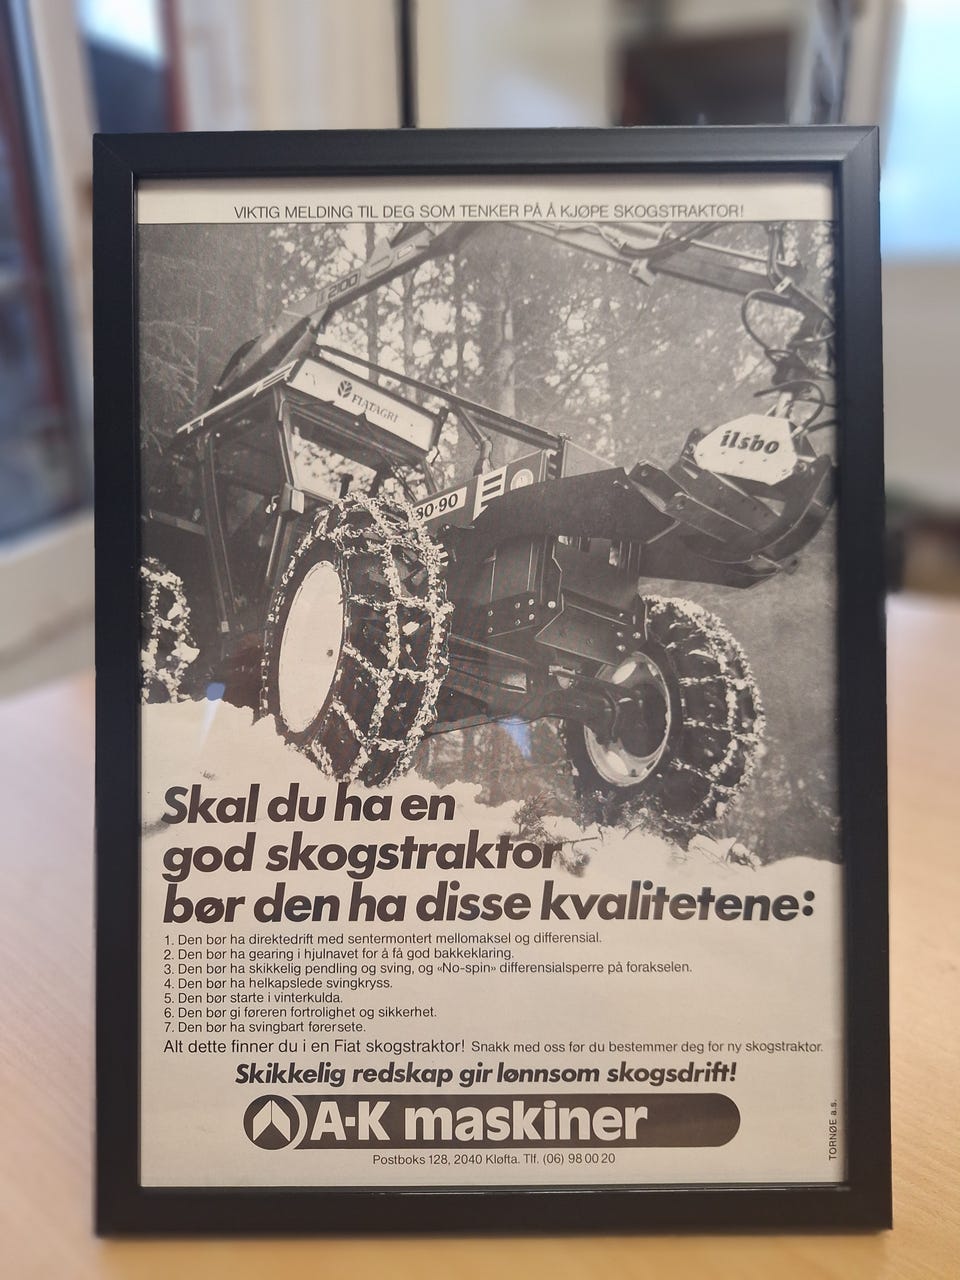 VIKTIG MELDING TIL DEG SOM TENKER PÅ Å KJØPE SKOGSTRAKTOR!
2100
FIATAGRI
ilsbo
80-90
Skal du ha en
god skogstraktor
bør den ha disse kvalitetene:
1. Den bør ha direktedrift med sentermontert mellomaksel og differensial.
2. Den bør ha gearing i hjulnavet for å få god bakkeklaring.
3. Den bør ha skikkelig pendling og sving, og «No-spin» differensialsperre på forakselen.
4. Den bør ha helkapslede svingkryss.
5. Den bør starte i vinterkulda.
6. Den bør gi føreren fortrolighet og sikkerhet.
7. Den bør ha svingbart førersete.
Alt dette finner du i en Fiat skogstraktor! Snakk med oss før du bestemmer deg for ny skogstraktor.
Skikkelig redskap gir lønnsom skogsdrift!
A-K maskiner
Postboks 128, 2040 Kløfta. Tlf. (06) 98 00 20
TORNØE a.s.